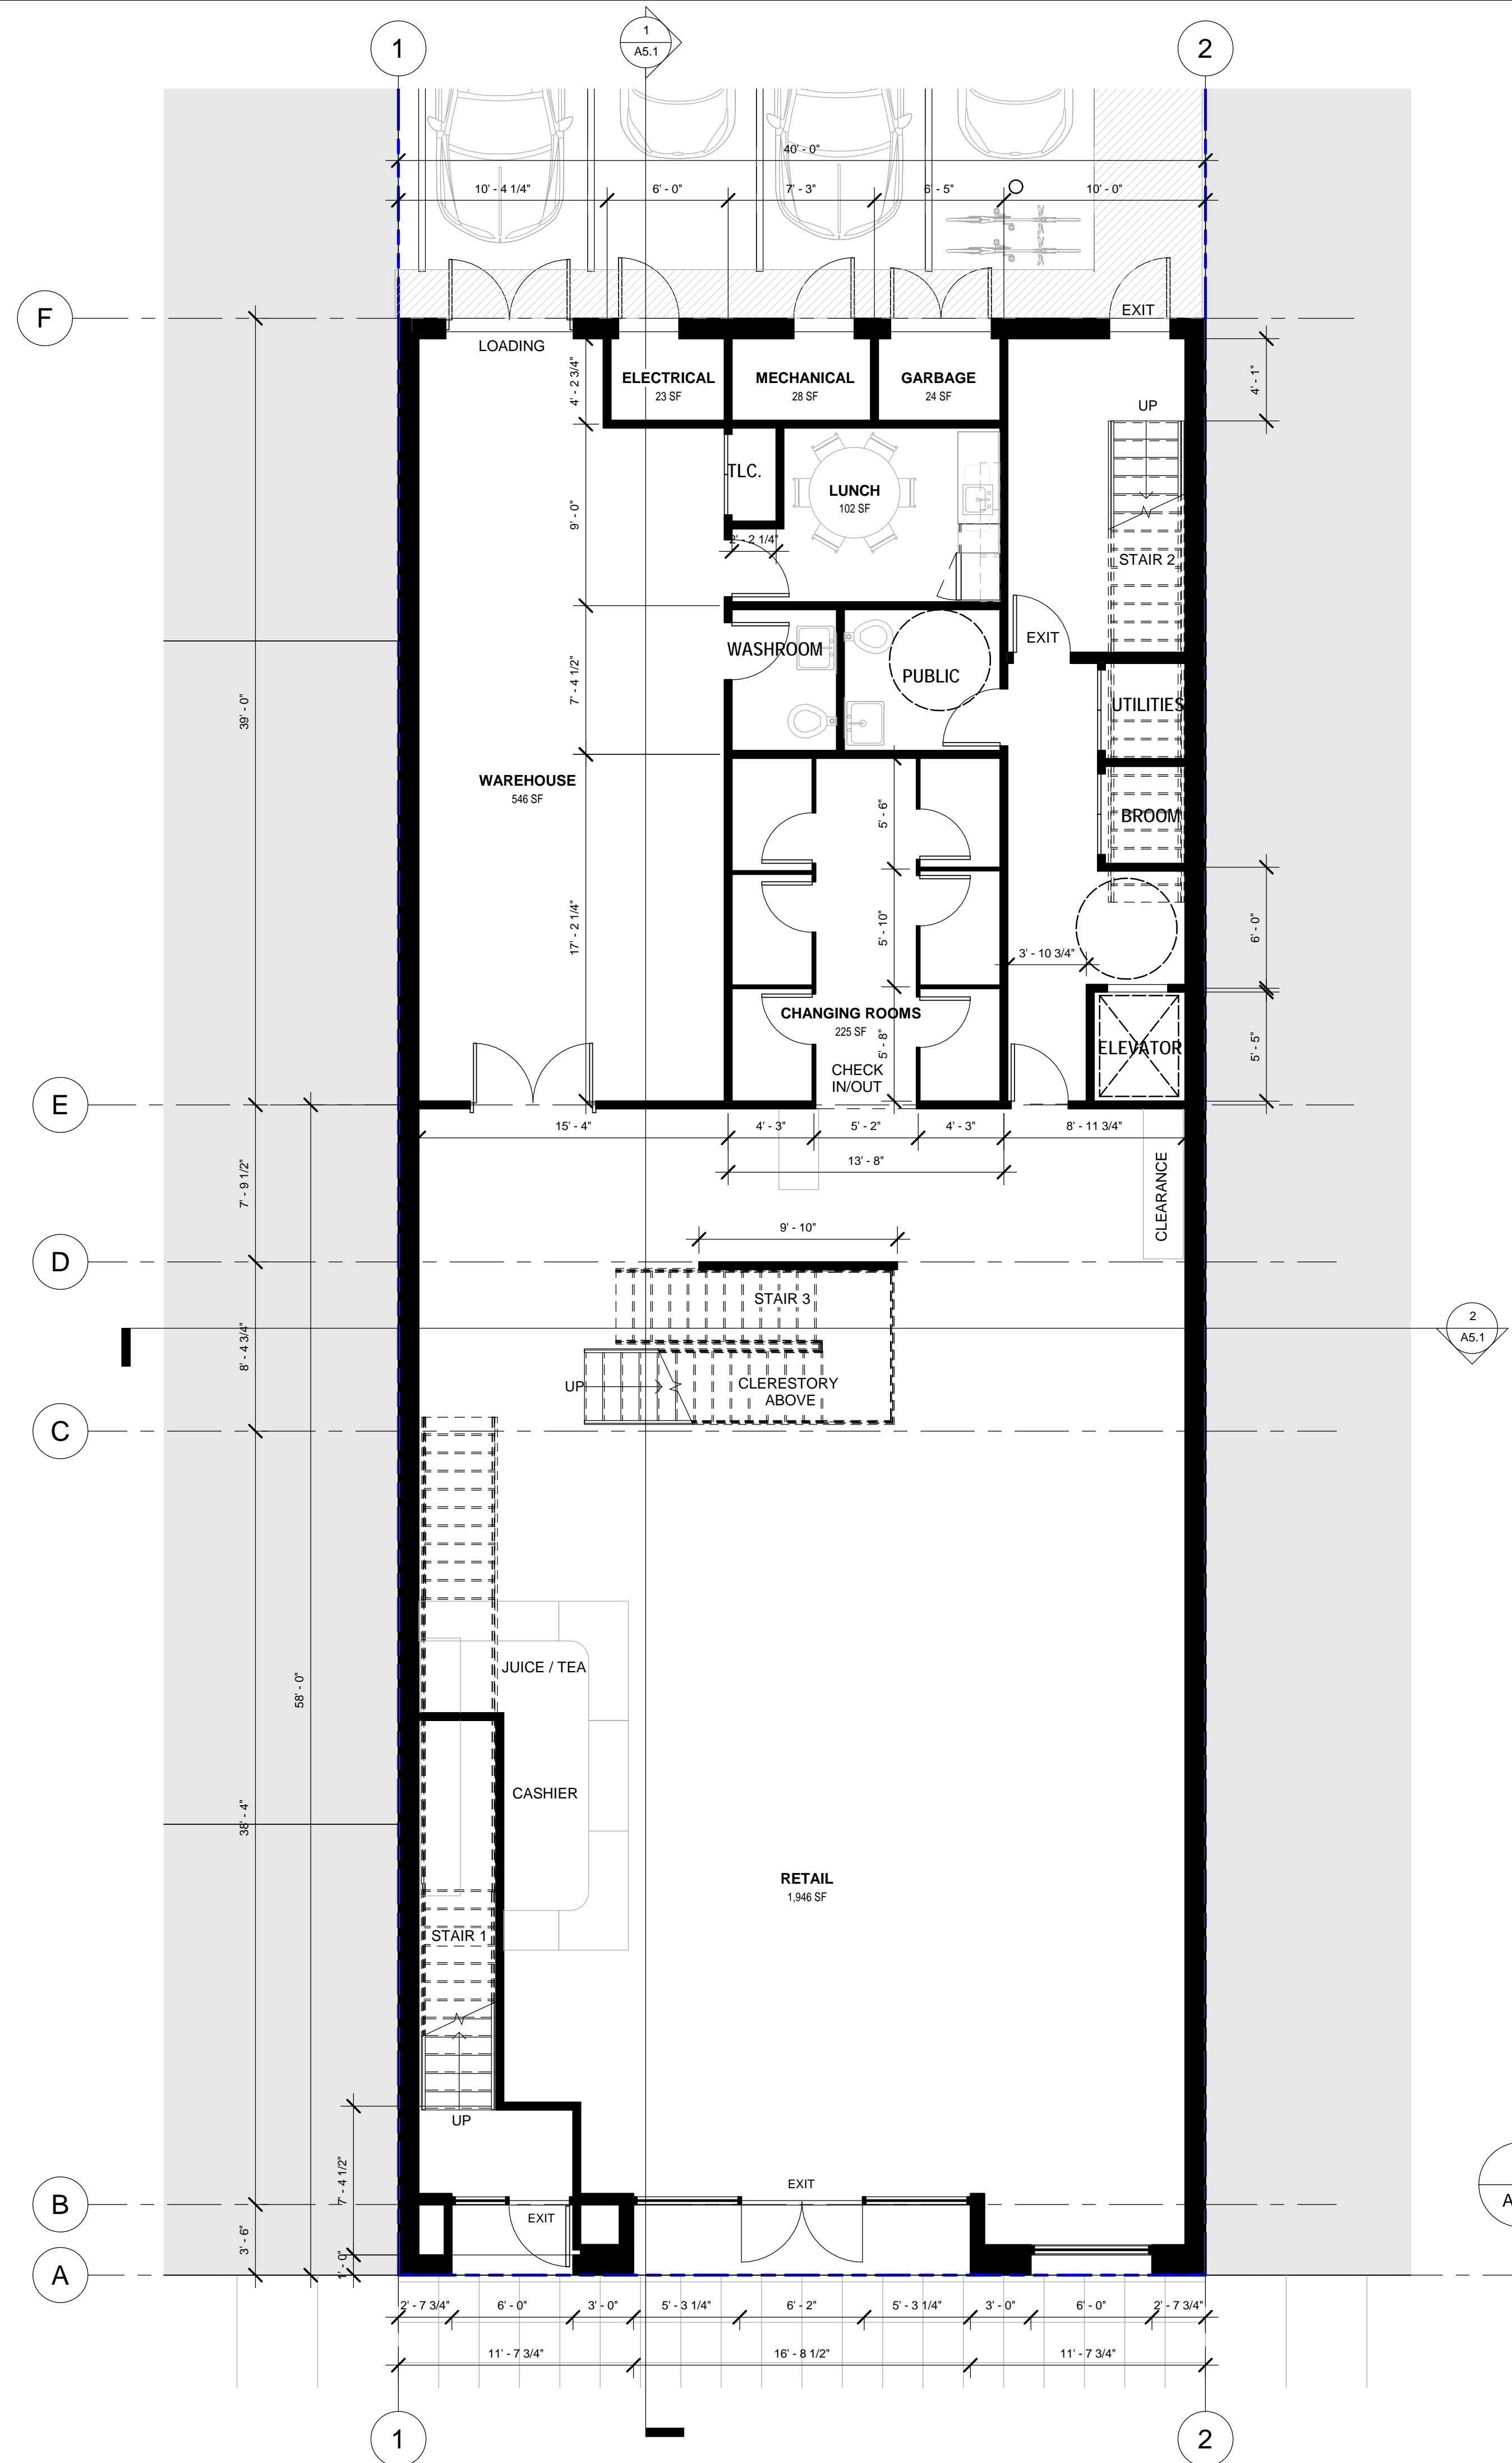 1
1
A5.1
2
40' - 0"
10' - 4 1/4"
6' - 0"
7' - 3"
6' - 5"
10' - 0"
EXIT
F
LOADING
ELECTRICAL
23 SF
MECHANICAL
28 SF
GARBAGE
24 SF
4' - 2 3/4"
4' - 1"
UP
TLC.
LUNCH
102 SF
9' - 0"
2' - 2 1/4"
STAIR 2
EXIT
WASHROOM
PUBLIC
7' - 4 1/2"
UTILITIES
39' - 0"
WAREHOUSE
546 SF
5' - 6"
BROOM
17' - 2 1/4"
5' - 10"
3' - 10 3/4"
6' - 0"
CHANGING ROOMS
225 SF
5' - 8"
ELEVATOR
5' - 5"
CHECK
IN/OUT
E
15' - 4"
4' - 3"
5' - 2"
4' - 3"
8' - 11 3/4"
13' - 8"
7' - 9 1/2"
CLEARANCE
9' - 10"
D
STAIR 3
2
A5.1
8' - 4 3/4"
UP
CLERESTORY
ABOVE
C
JUICE / TEA
58' - 0"
CASHIER
38' - 4"
RETAIL
1,946 SF
STAIR 1
UP
7' - 4 1/2"
EXIT
EXIT
B
3' - 6"
1' - 0"
A
A
2' - 7 3/4"
6' - 0"
3' - 0"
5' - 3 1/4"
6' - 2"
5' - 3 1/4"
3' - 0"
6' - 0"
2' - 7 3/4"
11' - 7 3/4"
16' - 8 1/2"
11' - 7 3/4"
1
2